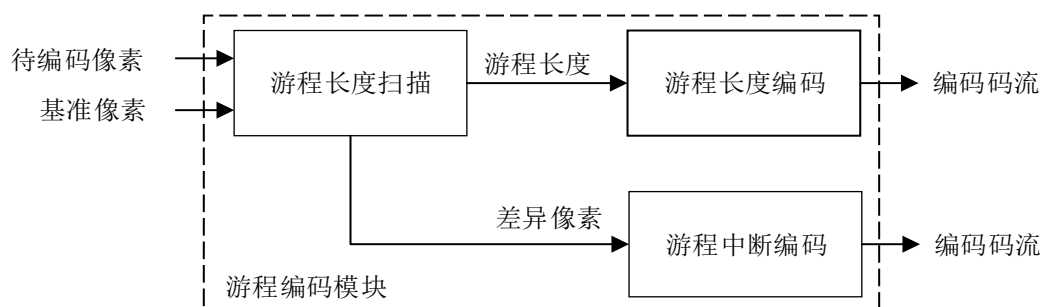 待编码像素
基准像素
游程长度扫描
游程长度
游程长度编码
编码码流
差异像素
游程中断编码
编码码流
游程编码模块